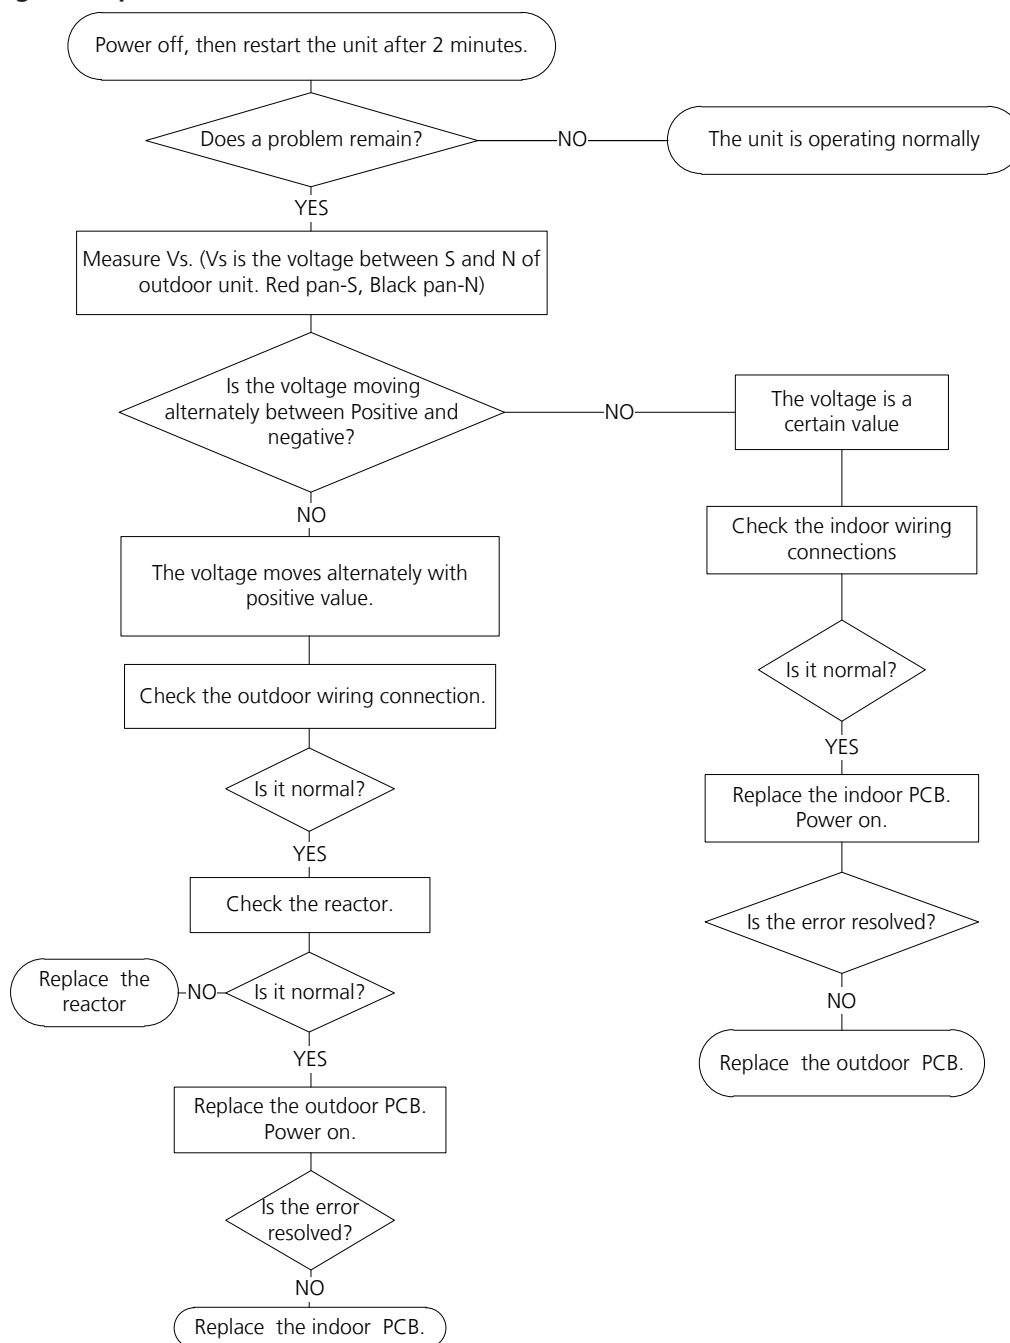 Power off, then restart the unit after 2 minutes.
Does a problem remain?
NO
The unit is operating normally
YES
Measure Vs. (Vs is the voltage between S and N of
outdoor unit. Red pan-S, Black pan-N)
Is the voltage moving
alternately between Positive and
negative?
NO
The voltage is a
certain value
NO
The voltage moves alternately with
positive value.
Check the indoor wiring
connections
Check the outdoor wiring connection.
Is it normal?
YES
Is it normal?
YES
Replace the indoor PCB.
Power on.
Check the reactor.
Is the error resolved?
Replace the
reactor
NO
Is it normal?
NO
YES
Replace the outdoor PCB.
Replace the outdoor PCB.
Power on.
Is the error
resolved?
NO
Replace the indoor PCB.